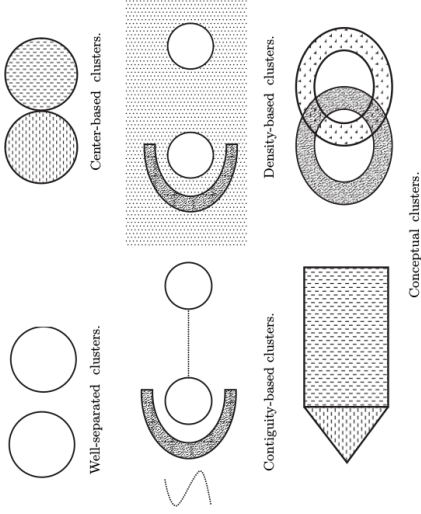 Well-separated clusters.
Center-based clusters.
Contiguity-based clusters.
Density-based clusters.
Conceptual clusters.